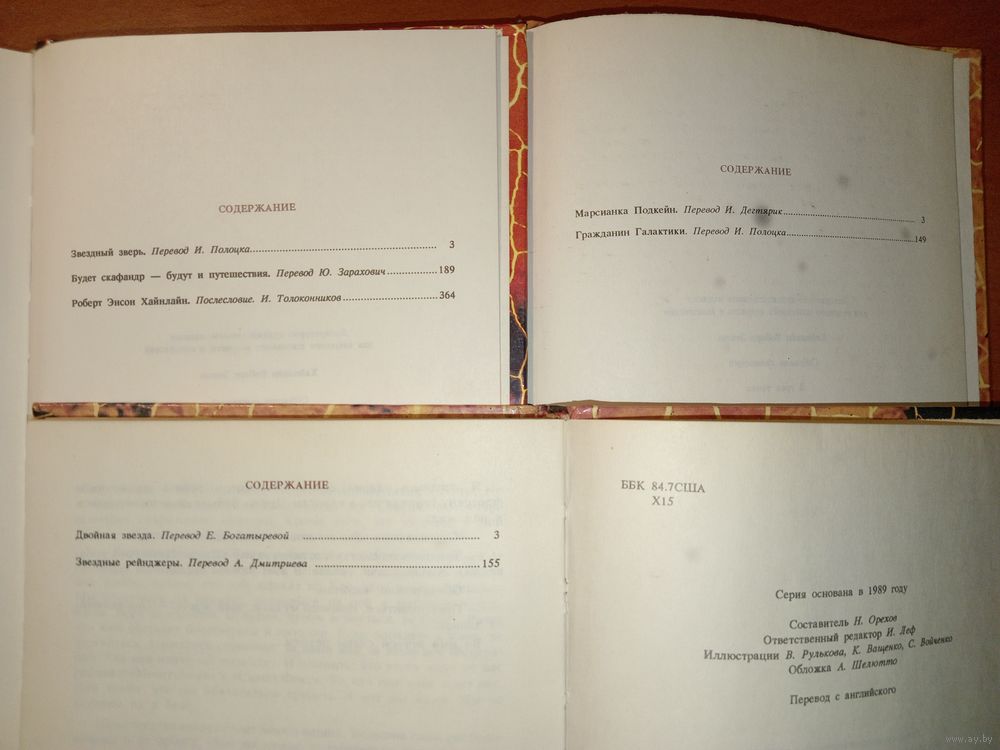 СОДЕРЖАНИЕ
Звездный зверь. Перевод И. Полоцка. 3
Будет скафандр — будут и путешествия. Перевод Ю. Зарахович 189
Роберт Энсон Хайнлайн. Послесловие. И. Толоконников 364
СОДЕРЖАНИЕ
Марсианка Подкейн. Перевод И. Дегтярик 3
Гражданин Галактики. Перевод И. Полоцка 149
СОДЕРЖАНИЕ
Двойная звезда. Перевод Е. Богатыревой 3
Звездные рейнджеры. Перевод А. Дмитриева 155
ББК 84.7США
Х15
Серия основана в 1989 году
Составитель Н. Орехов
Ответственный редактор И. Леф
Иллюстрации В. Рулькова, К. Ващенко, С. Войченко
Обложка А. Шелютто
Перевод с английского
www.ay.by